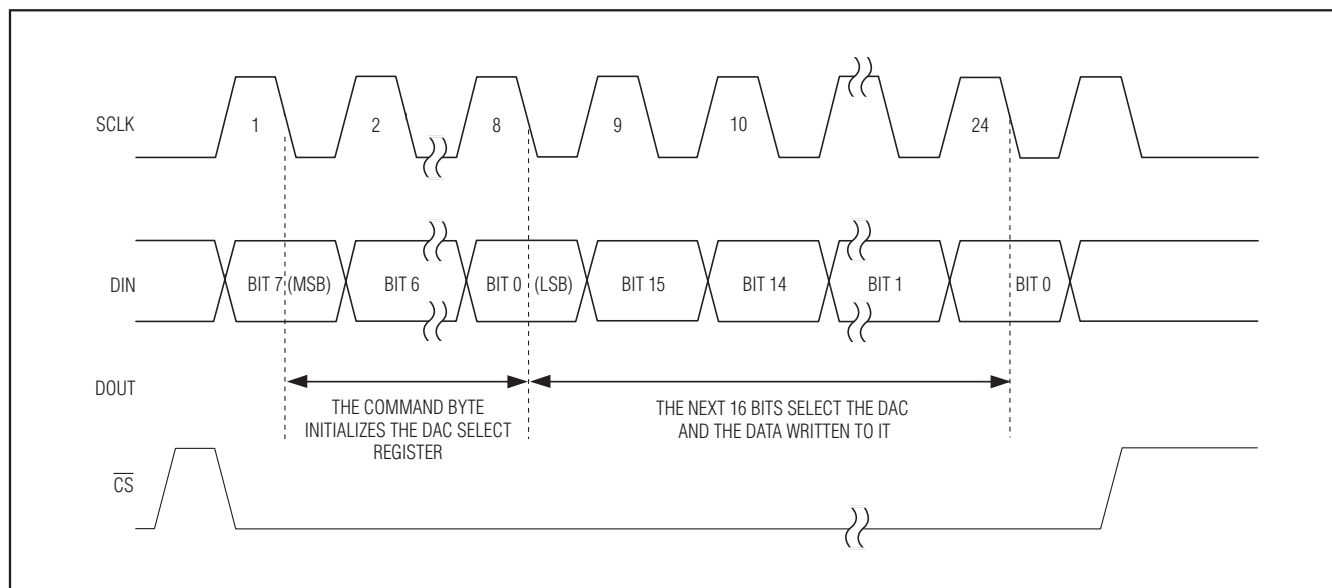 SCLK
1 2 8 9 10 24
DIN
BIT 7 (MSB) BIT 6 BIT 0 (LSB) BIT 15 BIT 14 BIT 1 BIT 0
DOUT
THE COMMAND BYTE
INITIALIZES THE DAC SELECT
REGISTER
THE NEXT 16 BITS SELECT THE DAC
AND THE DATA WRITTEN TO IT
CS